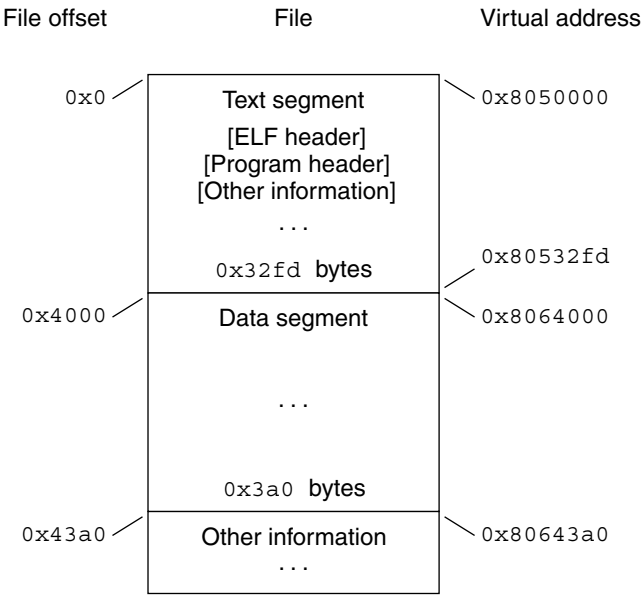 File offset File Virtual address
0x0 Text segment 0x8050000
[ELF header]
[Program header]
[Other information]
...
0x32fd bytes 0x80532fd
0x4000 Data segment 0x8064000
...
0x3a0 bytes
0x43a0 Other information 0x80643a0
...